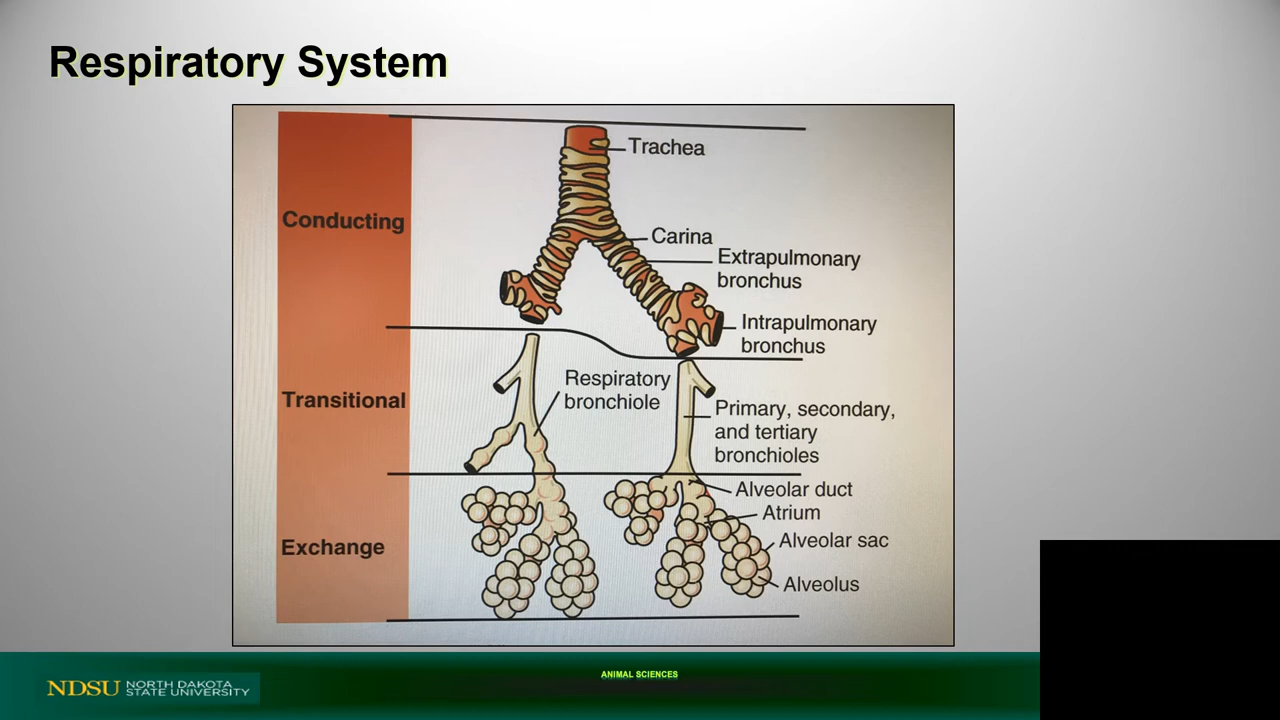 Respiratory System
Trachea
Conducting
Carina
Extrapulmonary
bronchus
Intrapulmonary
bronchus
Respiratory
bronchiole
Transitional
Primary, secondary,
and tertiary
bronchioles
Alveolar duct
Atrium
Alveolar sac
Exchange
Alveolus
ANIMAL SCIENCES
NDSU NORTH DAKOTA
STATE UNIVERSITY